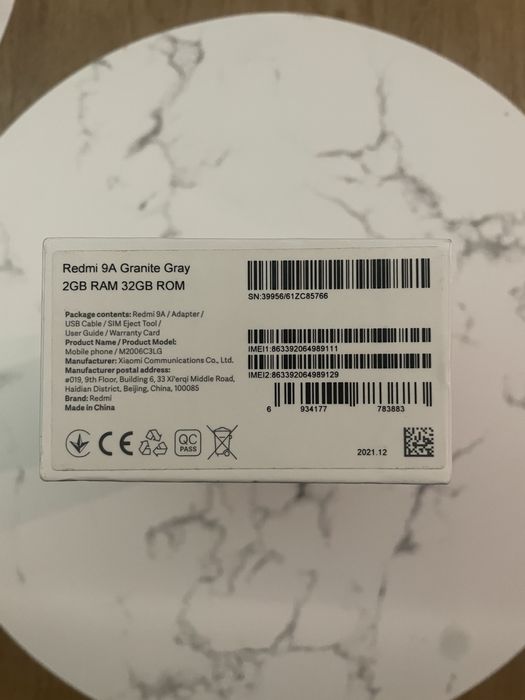 Redmi 9A Granite Gray
2GB RAM 32GB ROM
Package contents: Redmi 9A / Adapter /
USB Cable / SIM Eject Tool /
User Guide / Warranty Card
Product Name / Product Model:
Mobile phone / M2006C3LG
Manufacturer: Xiaomi Communications Co., Ltd.
Manufacturer postal address:
#019, 9th Floor, Building 6, 33 Xi'erqi Middle Road,
Haidian District, Beijing, China, 100085
Brand: Redmi
Made in China
CE
QC
PASS
SN:39956/61ZC85766
IMEI1:863392064989111
IMEI2:863392064989129
6 934177 783883
2021.12